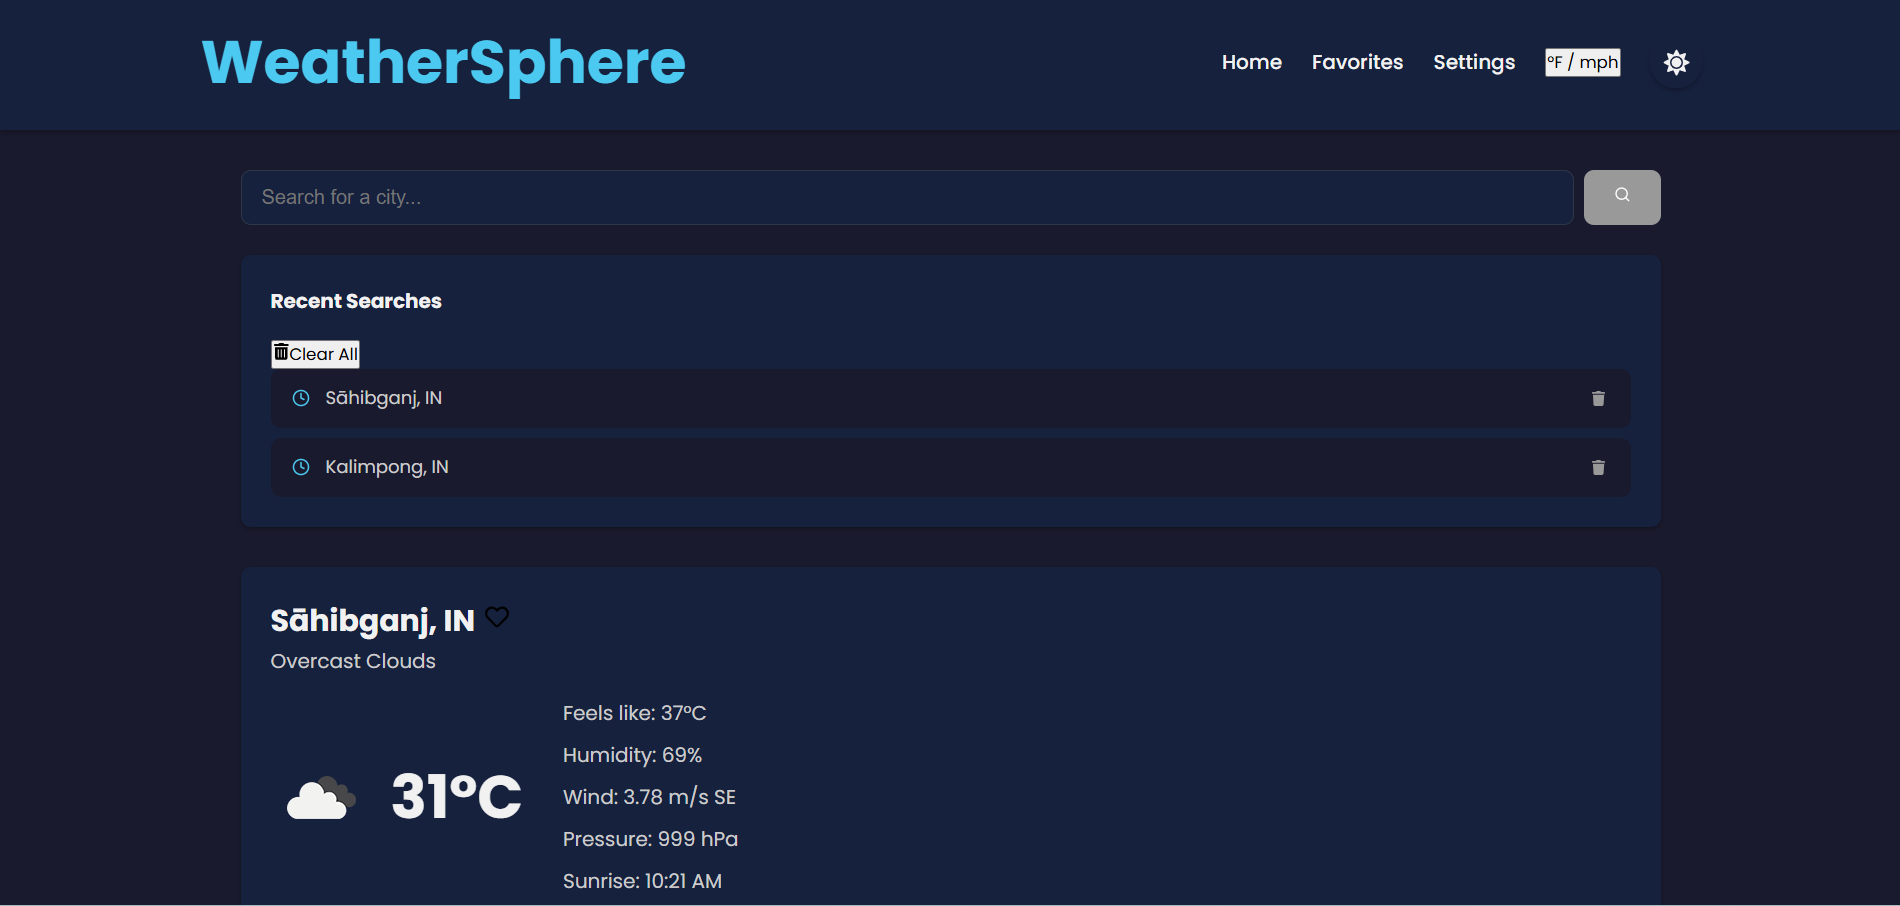 WeatherSphere
Home Favorites Settings °F / mph
Search for a city...
Recent Searches
Clear All
Sāhibganj, IN
Kalimpong, IN
Sāhibganj, IN
Overcast Clouds
31°C
Feels like: 37°C
Humidity: 69%
Wind: 3.78 m/s SE
Pressure: 999 hPa
Sunrise: 10:21 AM